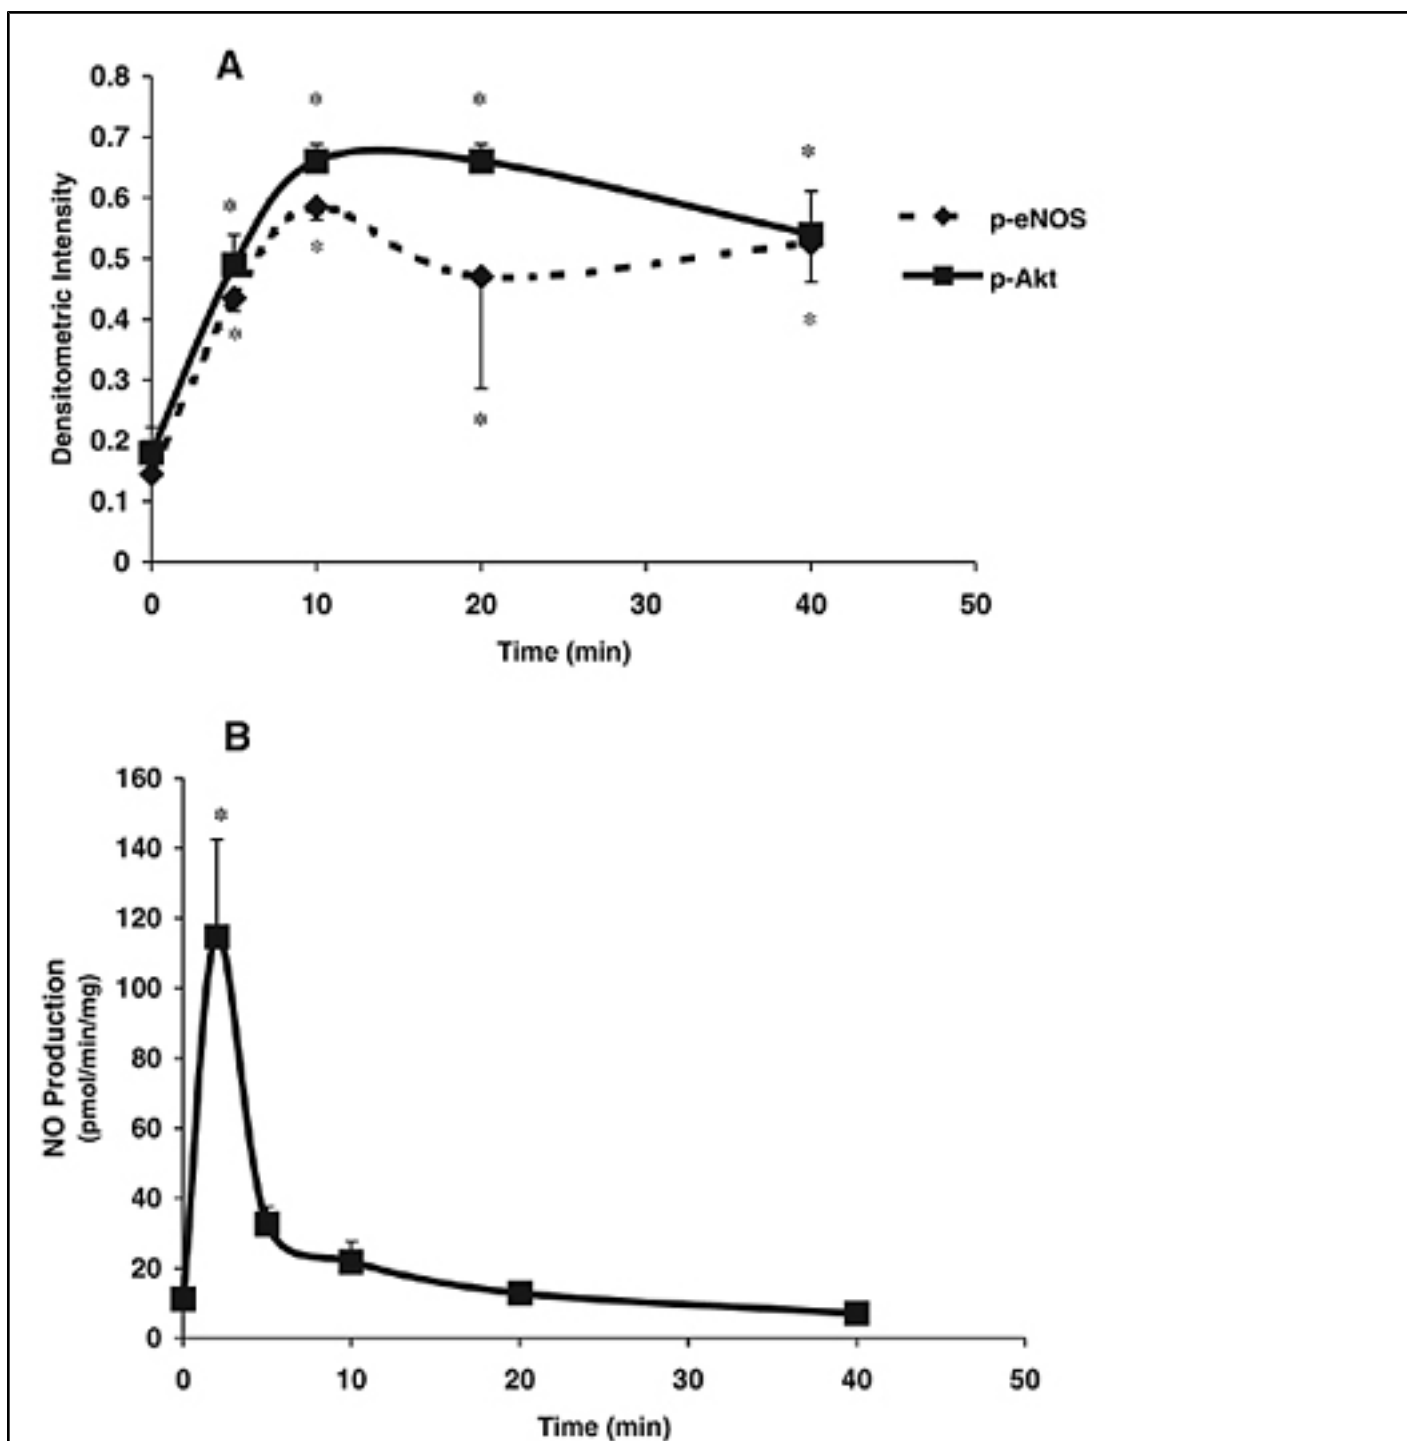 A
0.8
0.7
0.6
0.5
0.4
0.3
0.2
0.1
0
Densitometric Intensity
* * *
* *
* *
*
p-eNOS
p-Akt
0 10 20 30 40 50
Time (min)
B
160
140
120
100
80
60
40
20
0
NO Production
(pmol/min/mg)
*
0 10 20 30 40 50
Time (min)